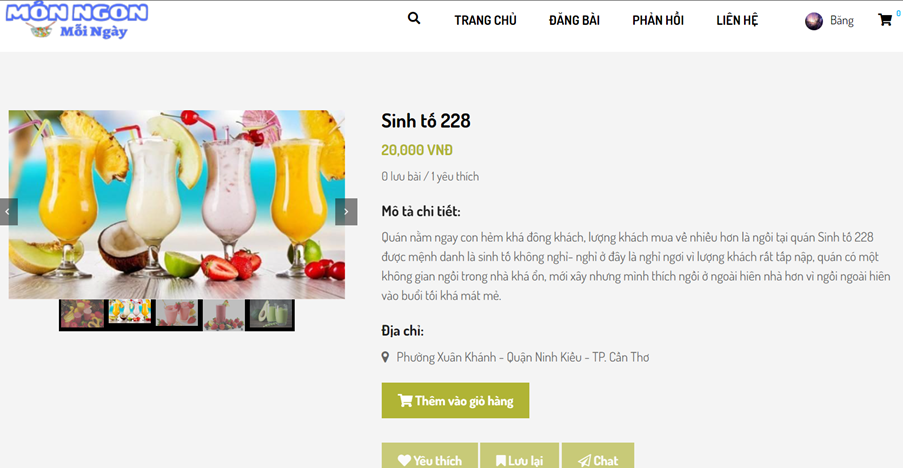 MÓN NGON
Mỗi Ngày
TRANG CHỦ
ĐĂNG BÀI
PHẢN HỒI
LIÊN HỆ
Băng
0
Sinh tố 228
20,000 VNĐ
0 lưu bài / 1 yêu thích
Mô tả chi tiết:
Quán nằm ngay con hẻm khá đông khách, lượng khách mua về nhiều hơn là ngồi tại quán Sinh tố 228
được mệnh danh là sinh tố không nghỉ- nghỉ ở đây là nghỉ ngơi vì lượng khách rất tấp nập, quán có một
không gian ngồi trong nhà khá ổn, mới xây nhưng mình thích ngồi ở ngoài hiên nhà hơn vì ngồi ngoài hiên
vào buổi tối khá mát mẻ.
Địa chỉ:
Phường Xuân Khánh - Quận Ninh Kiều - TP. Cần Thơ
Thêm vào giỏ hàng
Yêu thích
Lưu lại
Chat